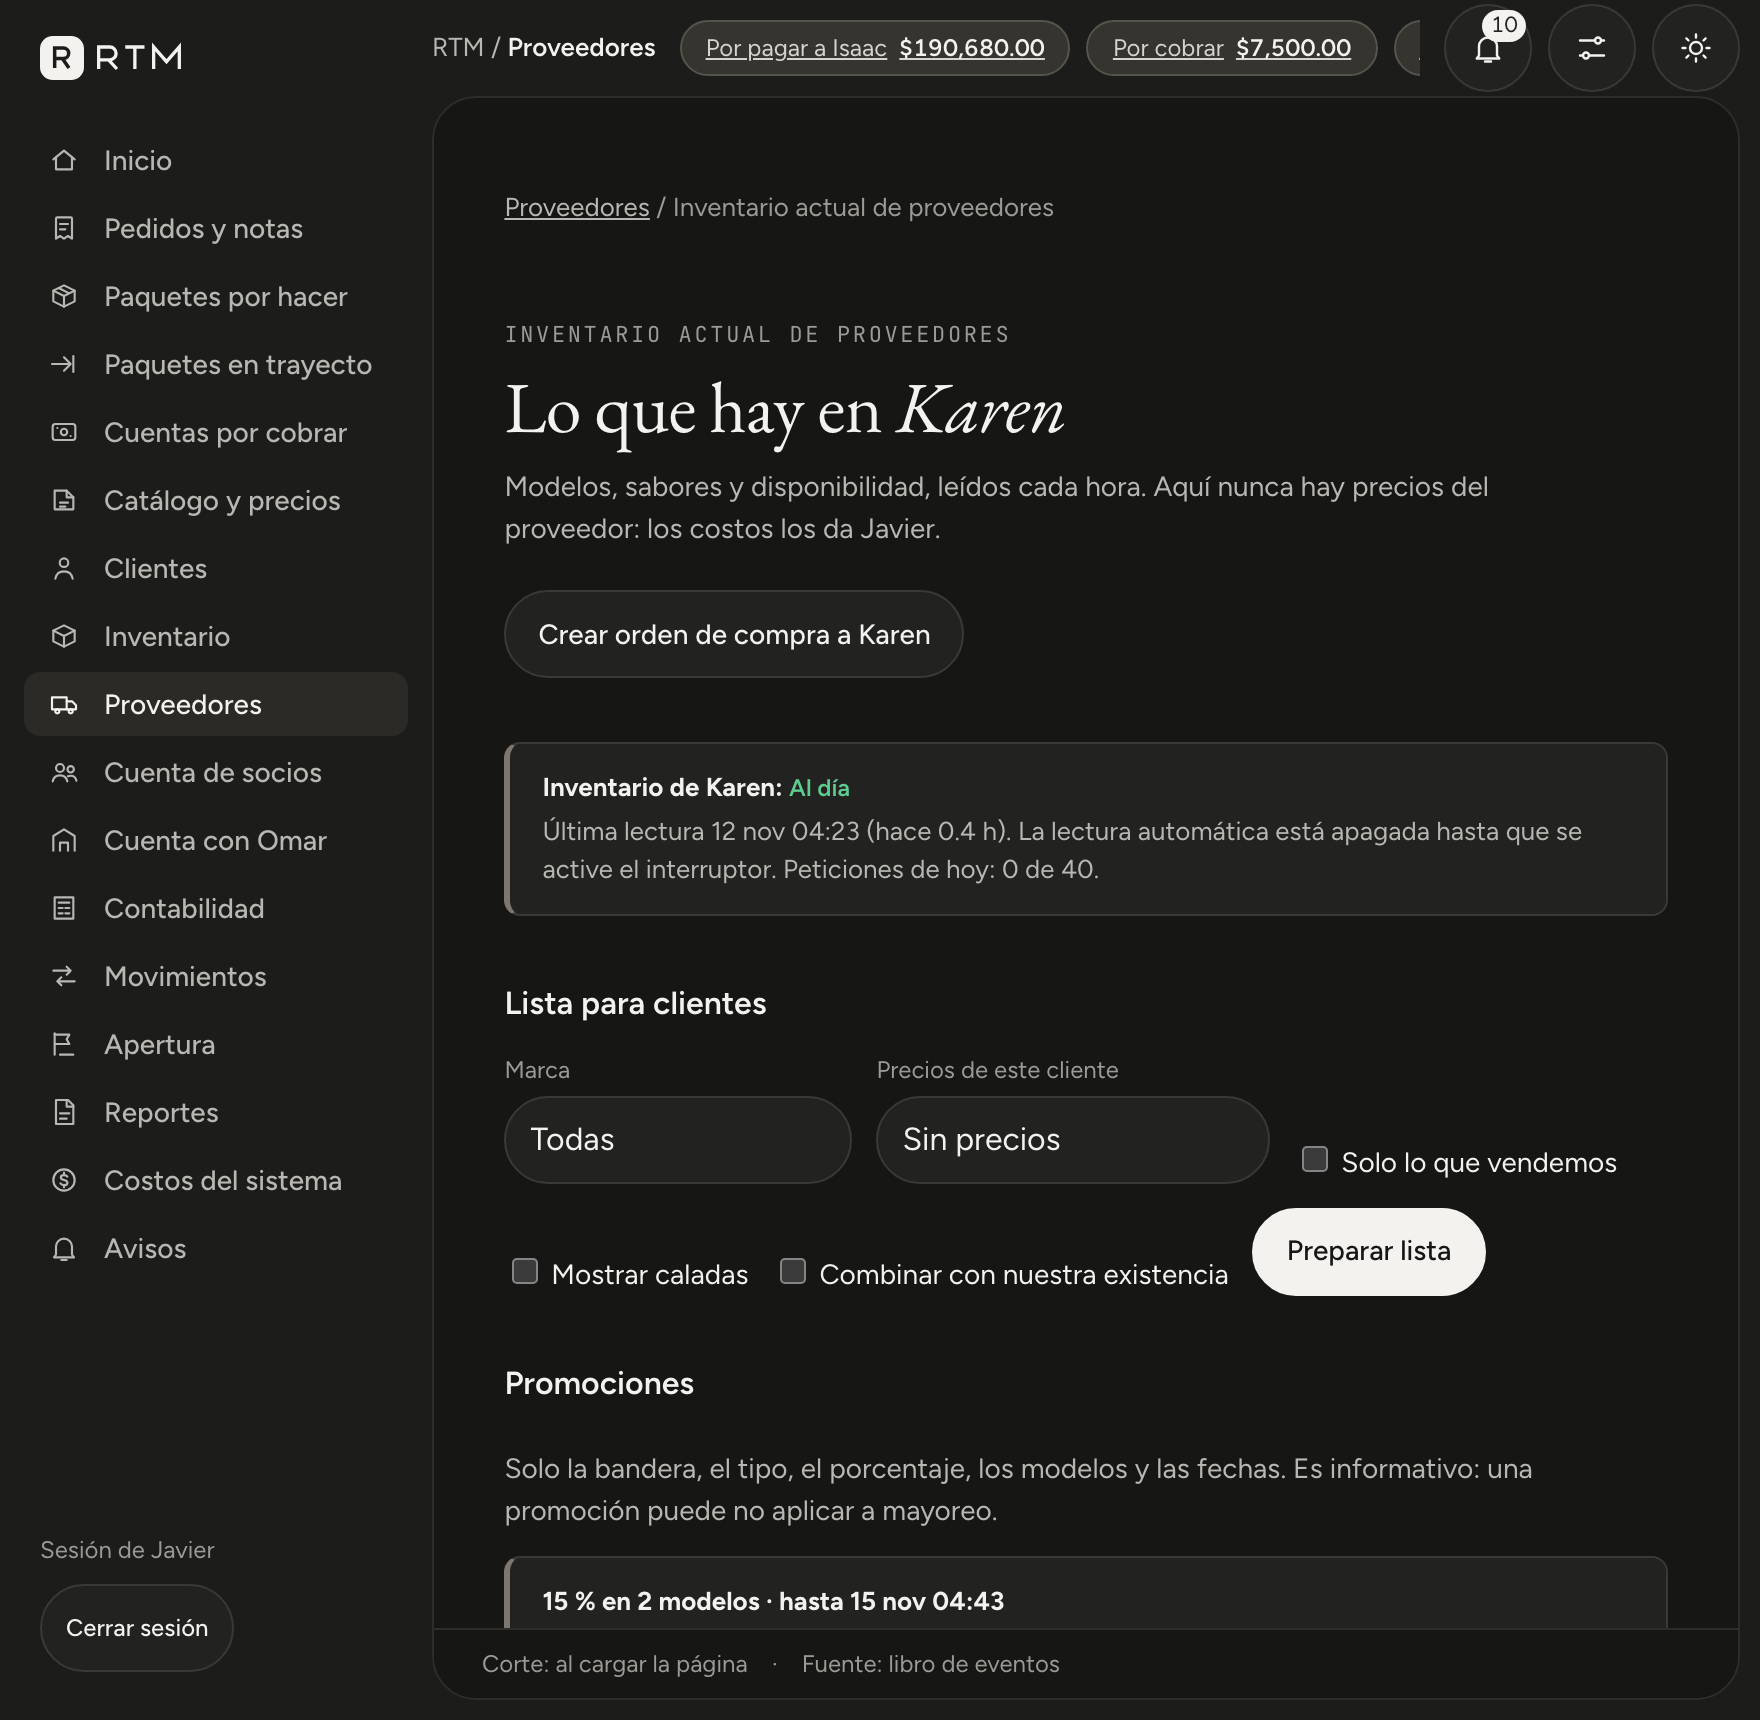 RTM
RTM / Proveedores
Por pagar a Isaac $190,680.00
Por cobrar $7,500.00
10
Inicio
Pedidos y notas
Paquetes por hacer
Paquetes en trayecto
Cuentas por cobrar
Catálogo y precios
Clientes
Inventario
Proveedores
Cuenta de socios
Cuenta con Omar
Contabilidad
Movimientos
Apertura
Reportes
Costos del sistema
Avisos
Sesión de Javier
Cerrar sesión
Proveedores / Inventario actual de proveedores
INVENTARIO ACTUAL DE PROVEEDORES
Lo que hay en Karen
Modelos, sabores y disponibilidad, leídos cada hora. Aquí nunca hay precios del
proveedor: los costos los da Javier.
Crear orden de compra a Karen
Inventario de Karen: Al día
Última lectura 12 nov 04:23 (hace 0.4 h). La lectura automática está apagada hasta que se
active el interruptor. Peticiones de hoy: 0 de 40.
Lista para clientes
Marca
Precios de este cliente
Todas
Sin precios
Solo lo que vendemos
Mostrar caladas
Combinar con nuestra existencia
Preparar lista
Promociones
Solo la bandera, el tipo, el porcentaje, los modelos y las fechas. Es informativo: una
promoción puede no aplicar a mayoreo.
15 % en 2 modelos · hasta 15 nov 04:43
Corte: al cargar la página · Fuente: libro de eventos